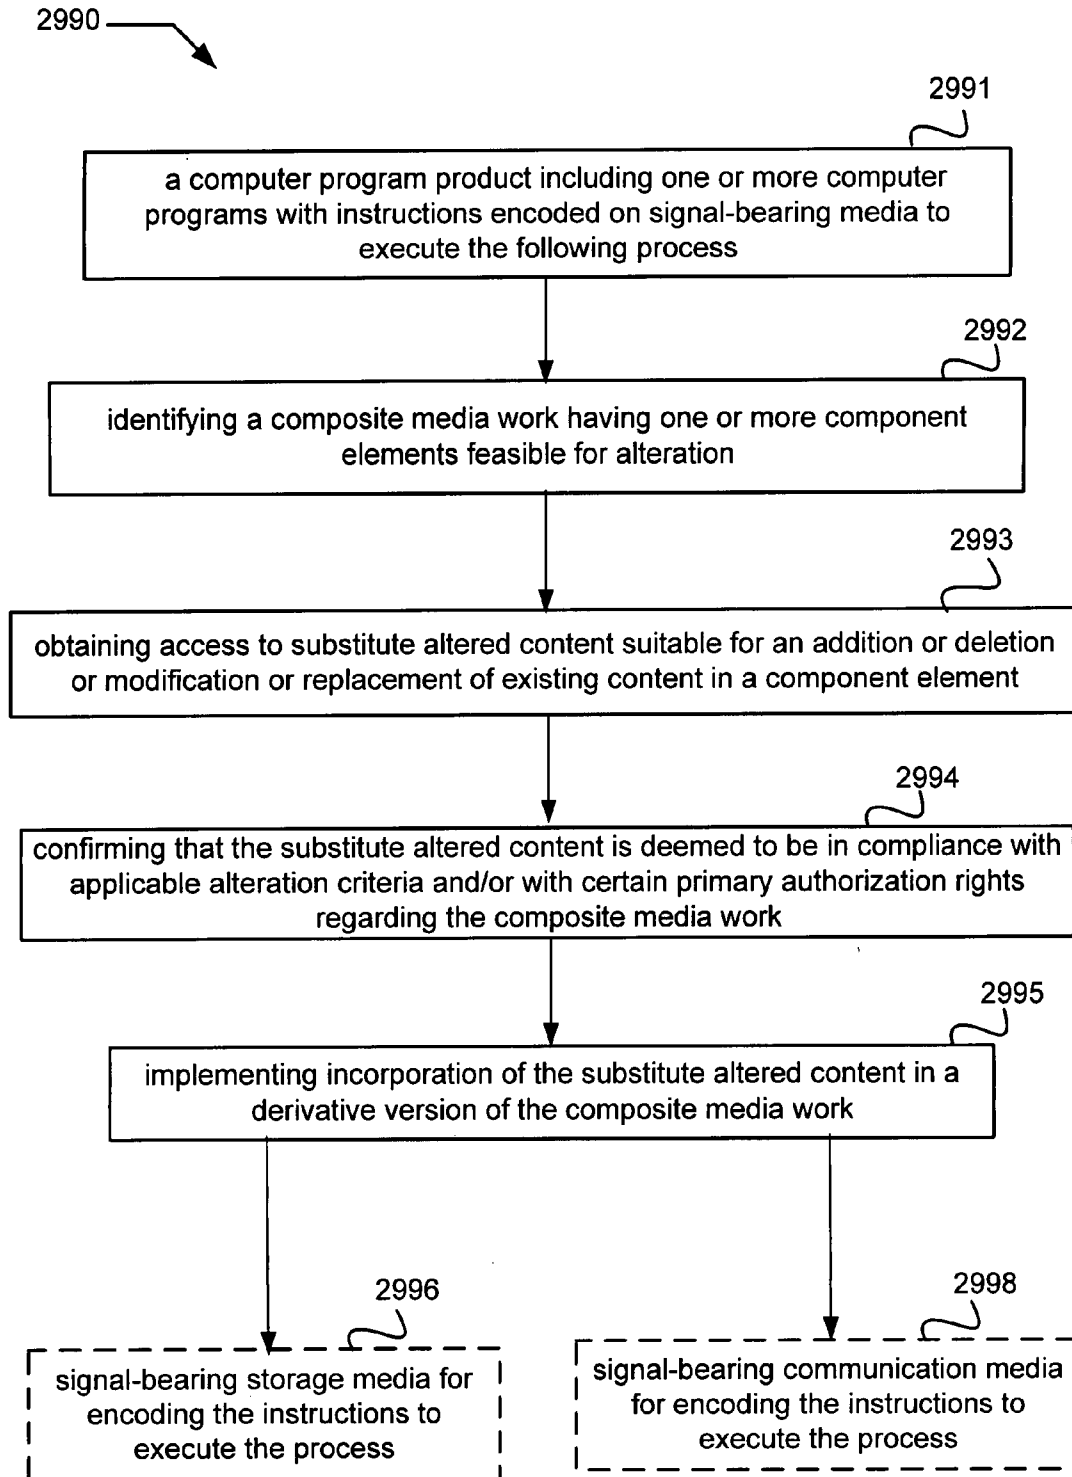 2990
2991
a computer program product including one or more computer
programs with instructions encoded on signal-bearing media to
execute the following process
2992
identifying a composite media work having one or more component
elements feasible for alteration
2993
obtaining access to substitute altered content suitable for an addition or deletion
or modification or replacement of existing content in a component element
2994
confirming that the substitute altered content is deemed to be in compliance with
applicable alteration criteria and/or with certain primary authorization rights
regarding the composite media work
2995
implementing incorporation of the substitute altered content in a
derivative version of the composite media work
2996
signal-bearing storage media for
encoding the instructions to
execute the process
2998
signal-bearing communication media
for encoding the instructions to
execute the process